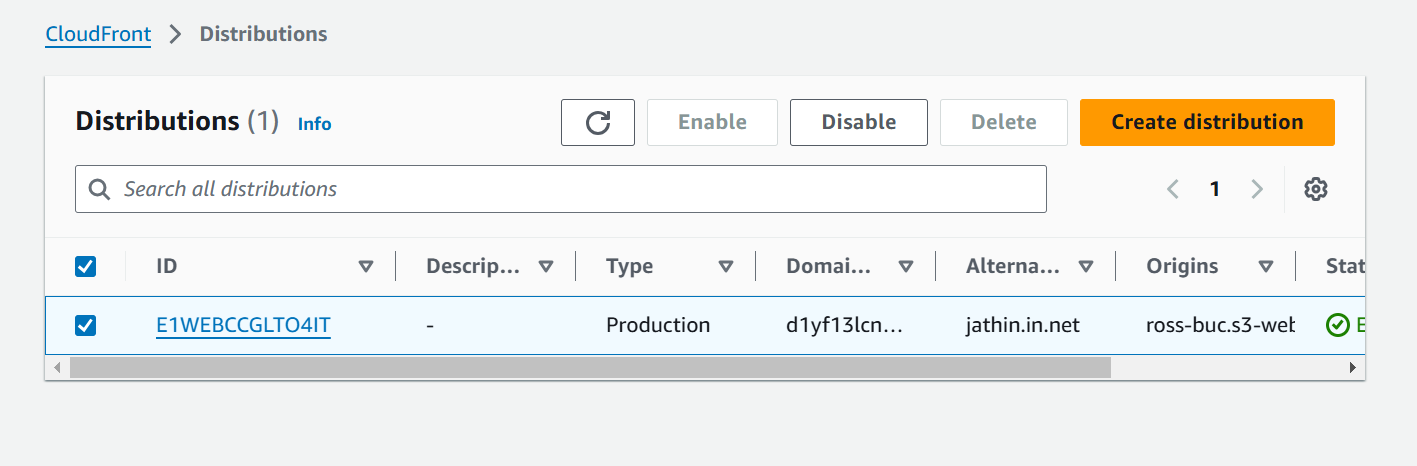 CloudFront > Distributions
Distributions (1) Info
Enable Disable Delete Create distribution
Search all distributions
1
ID Descrip... Type Domai... Alterna... Origins Stat
E1WEBCCGLTO4IT - Production d1yf13lcn... jathin.in.net ross-buc.s3-web E